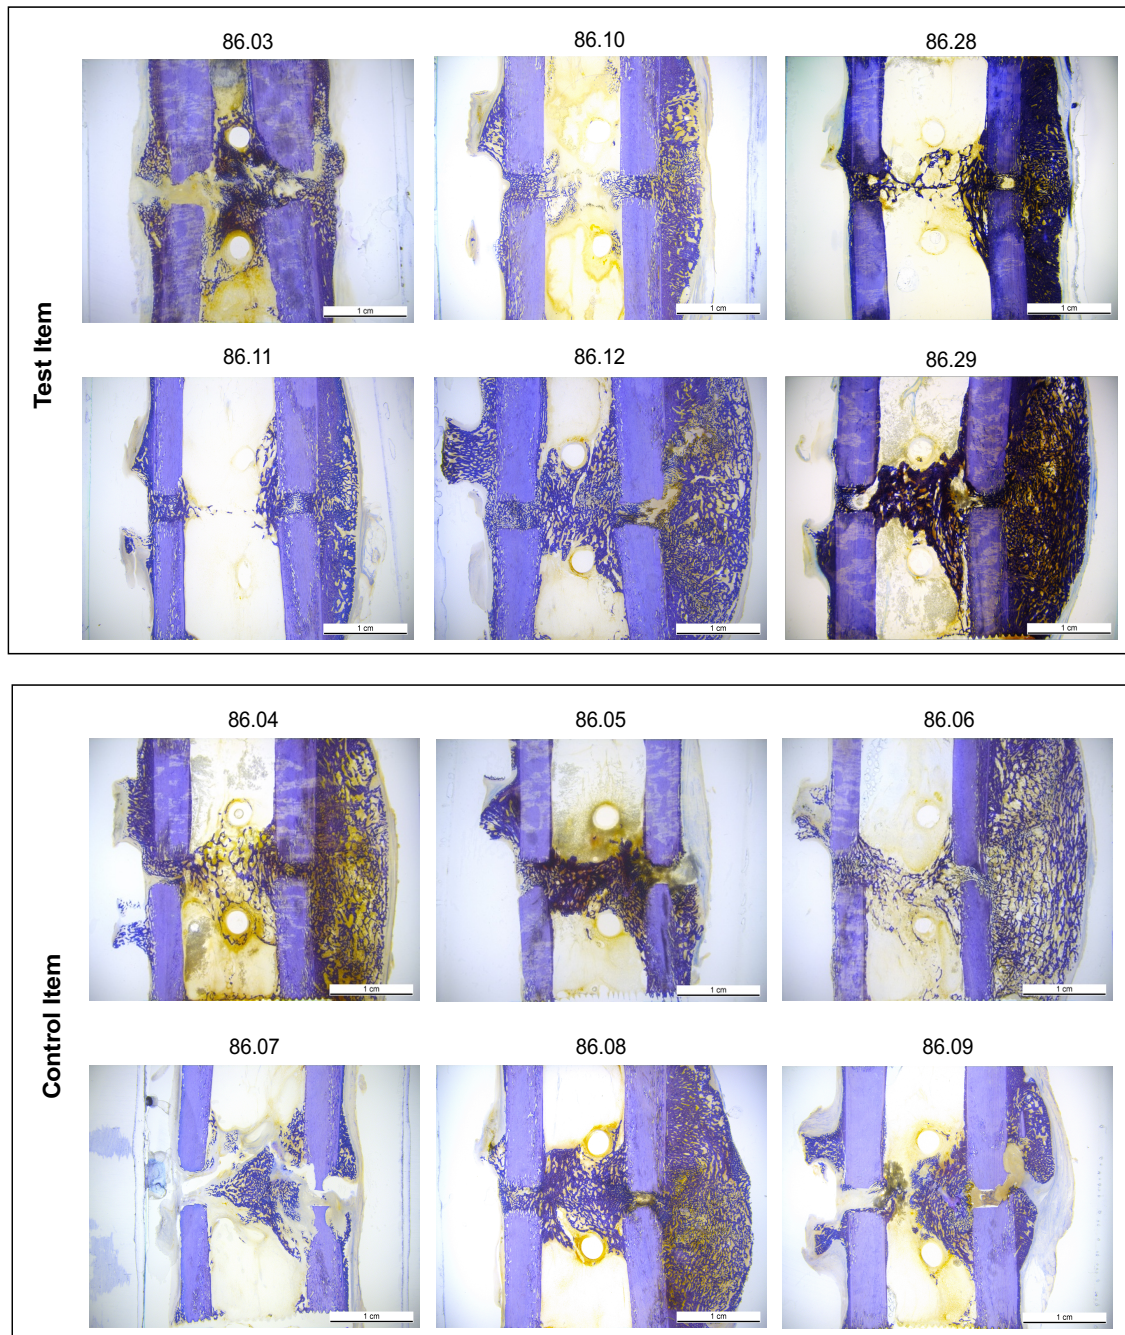 86.03 86.10 86.28
1 cm 1 cm 1 cm
Test Item
86.11 86.12 86.29
1 cm 1 cm 1 cm
86.04 86.05 86.06
1 cm 1 cm 1 cm
Control Item
86.07 86.08 86.09
1 cm 1 cm 1 cm